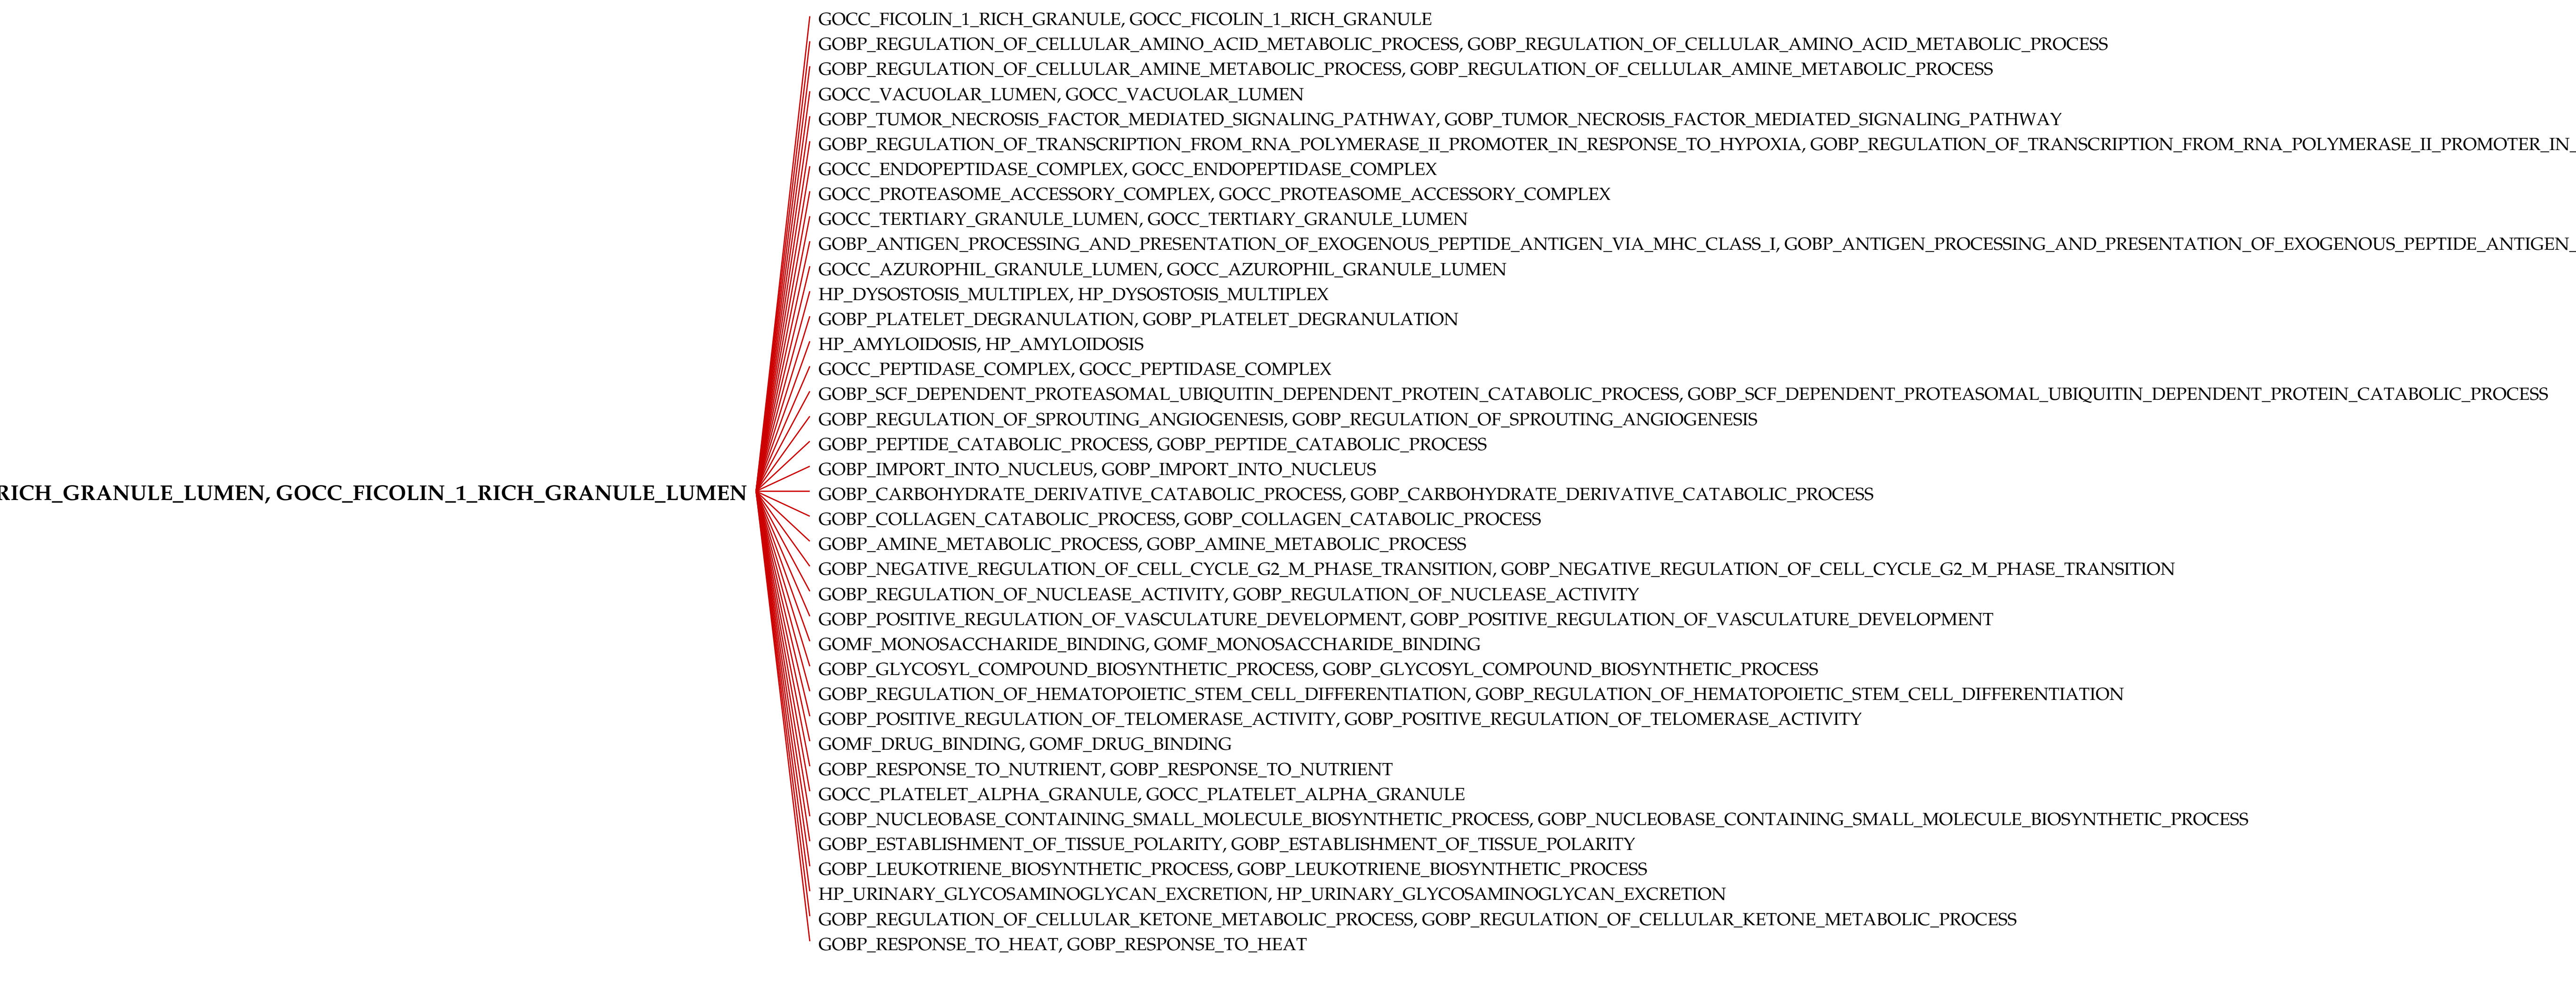 GOCC_FICOLIN_1_RICH_GRANULE, GOCC_FICOLIN_1_RICH_GRANULE
GOBP_REGULATION_OF_CELLULAR_AMINO_ACID_METABOLIC_PROCESS, GOBP_REGULATION_OF_CELLULAR_AMINO_ACID_METABOLIC_PROCESS
GOBP_REGULATION_OF_CELLULAR_AMINE_METABOLIC_PROCESS, GOBP_REGULATION_OF_CELLULAR_AMINE_METABOLIC_PROCESS
GOCC_VACUOLAR_LUMEN, GOCC_VACUOLAR_LUMEN
GOBP_TUMOR_NECROSIS_FACTOR_MEDIATED_SIGNALING_PATHWAY, GOBP_TUMOR_NECROSIS_FACTOR_MEDIATED_SIGNALING_PATHWAY
GOBP_REGULATION_OF_TRANSCRIPTION_FROM_RNA_POLYMERASE_II_PROMOTER_IN_RESPONSE_TO_HYPOXIA, GOBP_REGULATION_OF_TRANSCRIPTION_FROM_RNA_POLYMERASE_II_PROMOTER_IN_
GOCC_ENDOPEPTIDASE_COMPLEX, GOCC_ENDOPEPTIDASE_COMPLEX
GOCC_PROTEASOME_ACCESSORY_COMPLEX, GOCC_PROTEASOME_ACCESSORY_COMPLEX
GOCC_TERTIARY_GRANULE_LUMEN, GOCC_TERTIARY_GRANULE_LUMEN
GOBP_ANTIGEN_PROCESSING_AND_PRESENTATION_OF_EXOGENOUS_PEPTIDE_ANTIGEN_VIA_MHC_CLASS_I, GOBP_ANTIGEN_PROCESSING_AND_PRESENTATION_OF_EXOGENOUS_PEPTIDE_ANTIGEN_
GOCC_AZUROPHIL_GRANULE_LUMEN, GOCC_AZUROPHIL_GRANULE_LUMEN
HP_DYSOSTOSIS_MULTIPLEX, HP_DYSOSTOSIS_MULTIPLEX
GOBP_PLATELET_DEGRANULATION, GOBP_PLATELET_DEGRANULATION
HP_AMYLOIDOSIS, HP_AMYLOIDOSIS
GOCC_PEPTIDASE_COMPLEX, GOCC_PEPTIDASE_COMPLEX
GOBP_SCF_DEPENDENT_PROTEASOMAL_UBIQUITIN_DEPENDENT_PROTEIN_CATABOLIC_PROCESS, GOBP_SCF_DEPENDENT_PROTEASOMAL_UBIQUITIN_DEPENDENT_PROTEIN_CATABOLIC_PROCESS
GOBP_REGULATION_OF_SPROUTING_ANGIOGENESIS, GOBP_REGULATION_OF_SPROUTING_ANGIOGENESIS
GOBP_PEPTIDE_CATABOLIC_PROCESS, GOBP_PEPTIDE_CATABOLIC_PROCESS
GOBP_IMPORT_INTO_NUCLEUS, GOBP_IMPORT_INTO_NUCLEUS
RICH_GRANULE_LUMEN, GOCC_FICOLIN_1_RICH_GRANULE_LUMEN
GOBP_CARBOHYDRATE_DERIVATIVE_CATABOLIC_PROCESS, GOBP_CARBOHYDRATE_DERIVATIVE_CATABOLIC_PROCESS
GOBP_COLLAGEN_CATABOLIC_PROCESS, GOBP_COLLAGEN_CATABOLIC_PROCESS
GOBP_AMINE_METABOLIC_PROCESS, GOBP_AMINE_METABOLIC_PROCESS
GOBP_NEGATIVE_REGULATION_OF_CELL_CYCLE_G2_M_PHASE_TRANSITION, GOBP_NEGATIVE_REGULATION_OF_CELL_CYCLE_G2_M_PHASE_TRANSITION
GOBP_REGULATION_OF_NUCLEASE_ACTIVITY, GOBP_REGULATION_OF_NUCLEASE_ACTIVITY
GOBP_POSITIVE_REGULATION_OF_VASCULATURE_DEVELOPMENT, GOBP_POSITIVE_REGULATION_OF_VASCULATURE_DEVELOPMENT
GOMF_MONOSACCHARIDE_BINDING, GOMF_MONOSACCHARIDE_BINDING
GOBP_GLYCOSYL_COMPOUND_BIOSYNTHETIC_PROCESS, GOBP_GLYCOSYL_COMPOUND_BIOSYNTHETIC_PROCESS
GOBP_REGULATION_OF_HEMATOPOIETIC_STEM_CELL_DIFFERENTIATION, GOBP_REGULATION_OF_HEMATOPOIETIC_STEM_CELL_DIFFERENTIATION
GOBP_POSITIVE_REGULATION_OF_TELOMERASE_ACTIVITY, GOBP_POSITIVE_REGULATION_OF_TELOMERASE_ACTIVITY
GOMF_DRUG_BINDING, GOMF_DRUG_BINDING
GOBP_RESPONSE_TO_NUTRIENT, GOBP_RESPONSE_TO_NUTRIENT
GOCC_PLATELET_ALPHA_GRANULE, GOCC_PLATELET_ALPHA_GRANULE
GOBP_NUCLEOBASE_CONTAINING_SMALL_MOLECULE_BIOSYNTHETIC_PROCESS, GOBP_NUCLEOBASE_CONTAINING_SMALL_MOLECULE_BIOSYNTHETIC_PROCESS
GOBP_ESTABLISHMENT_OF_TISSUE_POLARITY, GOBP_ESTABLISHMENT_OF_TISSUE_POLARITY
GOBP_LEUKOTRIENE_BIOSYNTHETIC_PROCESS, GOBP_LEUKOTRIENE_BIOSYNTHETIC_PROCESS
HP_URINARY_GLYCOSAMINOGLYCAN_EXCRETION, HP_URINARY_GLYCOSAMINOGLYCAN_EXCRETION
GOBP_REGULATION_OF_CELLULAR_KETONE_METABOLIC_PROCESS, GOBP_REGULATION_OF_CELLULAR_KETONE_METABOLIC_PROCESS
GOBP_RESPONSE_TO_HEAT, GOBP_RESPONSE_TO_HEAT